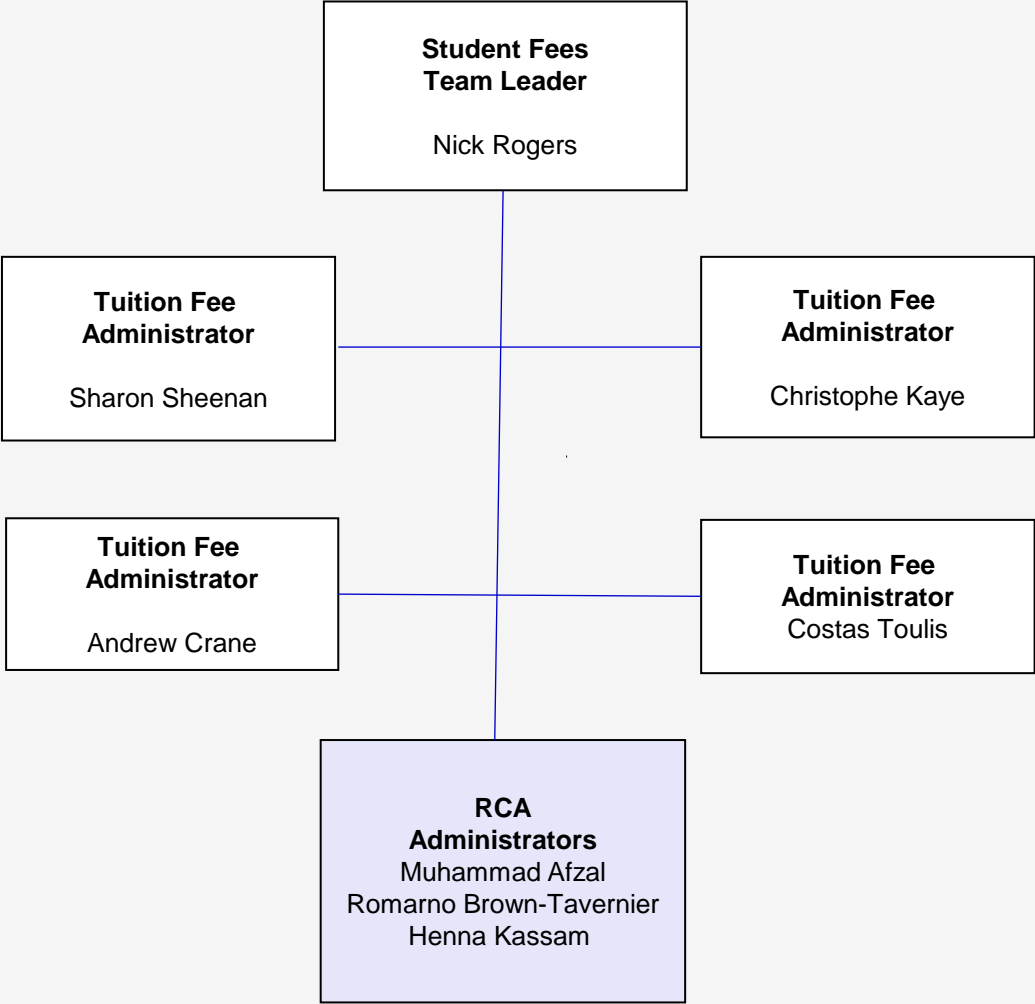 Student Fees
Team Leader
Nick Rogers
Tuition Fee
Administrator
Sharon Sheenan
Tuition Fee
Administrator
Christophe Kaye
Tuition Fee
Administrator
Andrew Crane
Tuition Fee
Administrator
Costas Toulis
RCA
Administrators
Muhammad Afzal
Romarno Brown-Tavernier
Henna Kassam